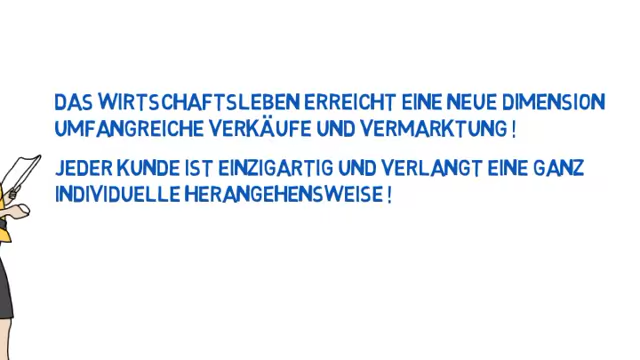 DAS WIRTSCHAFTSLEBEN ERREICHT EINE NEUE DIMENSION
UMFANGREICHE VERKÄUFE UND VERMARKTUNG !
JEDER KUNDE IST EINZIGARTIG UND VERLANGT EINE GANZ
INDIVIDUELLE HERANGEHENSWEISE !